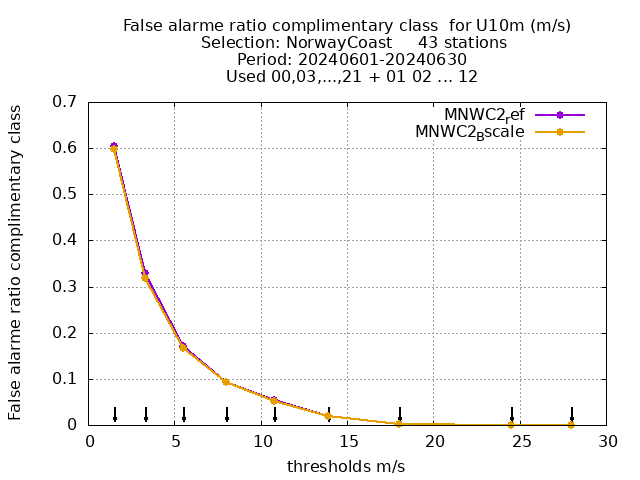 False alarme ratio complimentary class  for U10m (m/s)
Selection: NorwayCoast     43 stations
Period: 20240601-20240630
Used 00,03,...,21 + 01 02 ... 12
MNWC2ref
MNWC2Bscale
False alarme ratio complimentary class
0.7
0.6
0.5
0.4
0.3
0.2
0.1
0
0 5 10 15 20 25 30
thresholds m/s